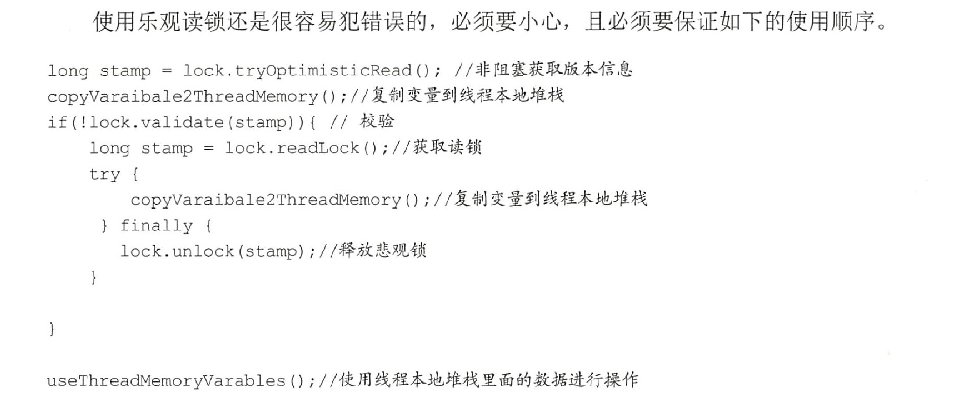 使用乐观读锁还是很容易犯错误的，必须要小心，且必须要保证如下的使用顺序。
long stamp = lock.tryOptimisticRead(); //非阻塞获取版本信息
copyVaraibale2ThreadMemory();//复制变量到线程本地堆栈
if(!lock.validate(stamp)){ // 校验
long stamp = lock.readLock();//获取读锁
try {
copyVaraibale2ThreadMemory();//复制变量到线程本地堆栈
} finally {
lock.unlock(stamp);//释放悲观锁
}
}
useThreadMemoryVarables();//使用线程本地堆栈里面的数据进行操作